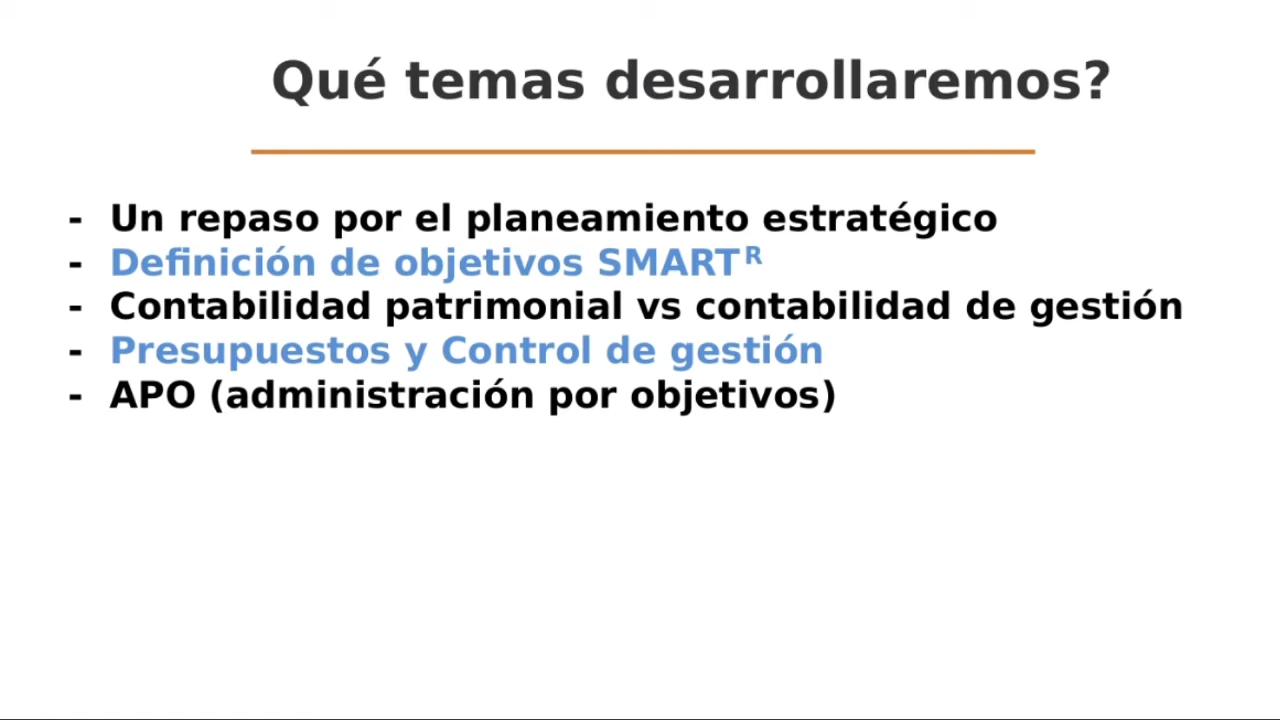 Qué temas desarrollaremos?
- Un repaso por el planeamiento estratégico
- Definición de objetivos SMARTᴿ
- Contabilidad patrimonial vs contabilidad de gestión
- Presupuestos y Control de gestión
- APO (administración por objetivos)